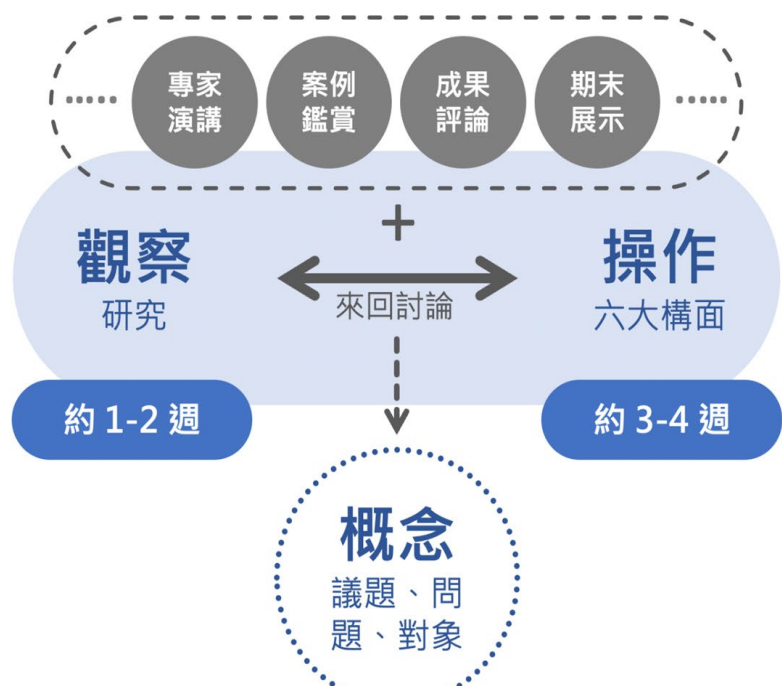 ······
專家
演講
案例
鑑賞
成果
評論
期末
展示
······
+
觀察
研究
來回討論
操作
六大構面
約 1-2 週
約 3-4 週
概念
議題、問
題、對象